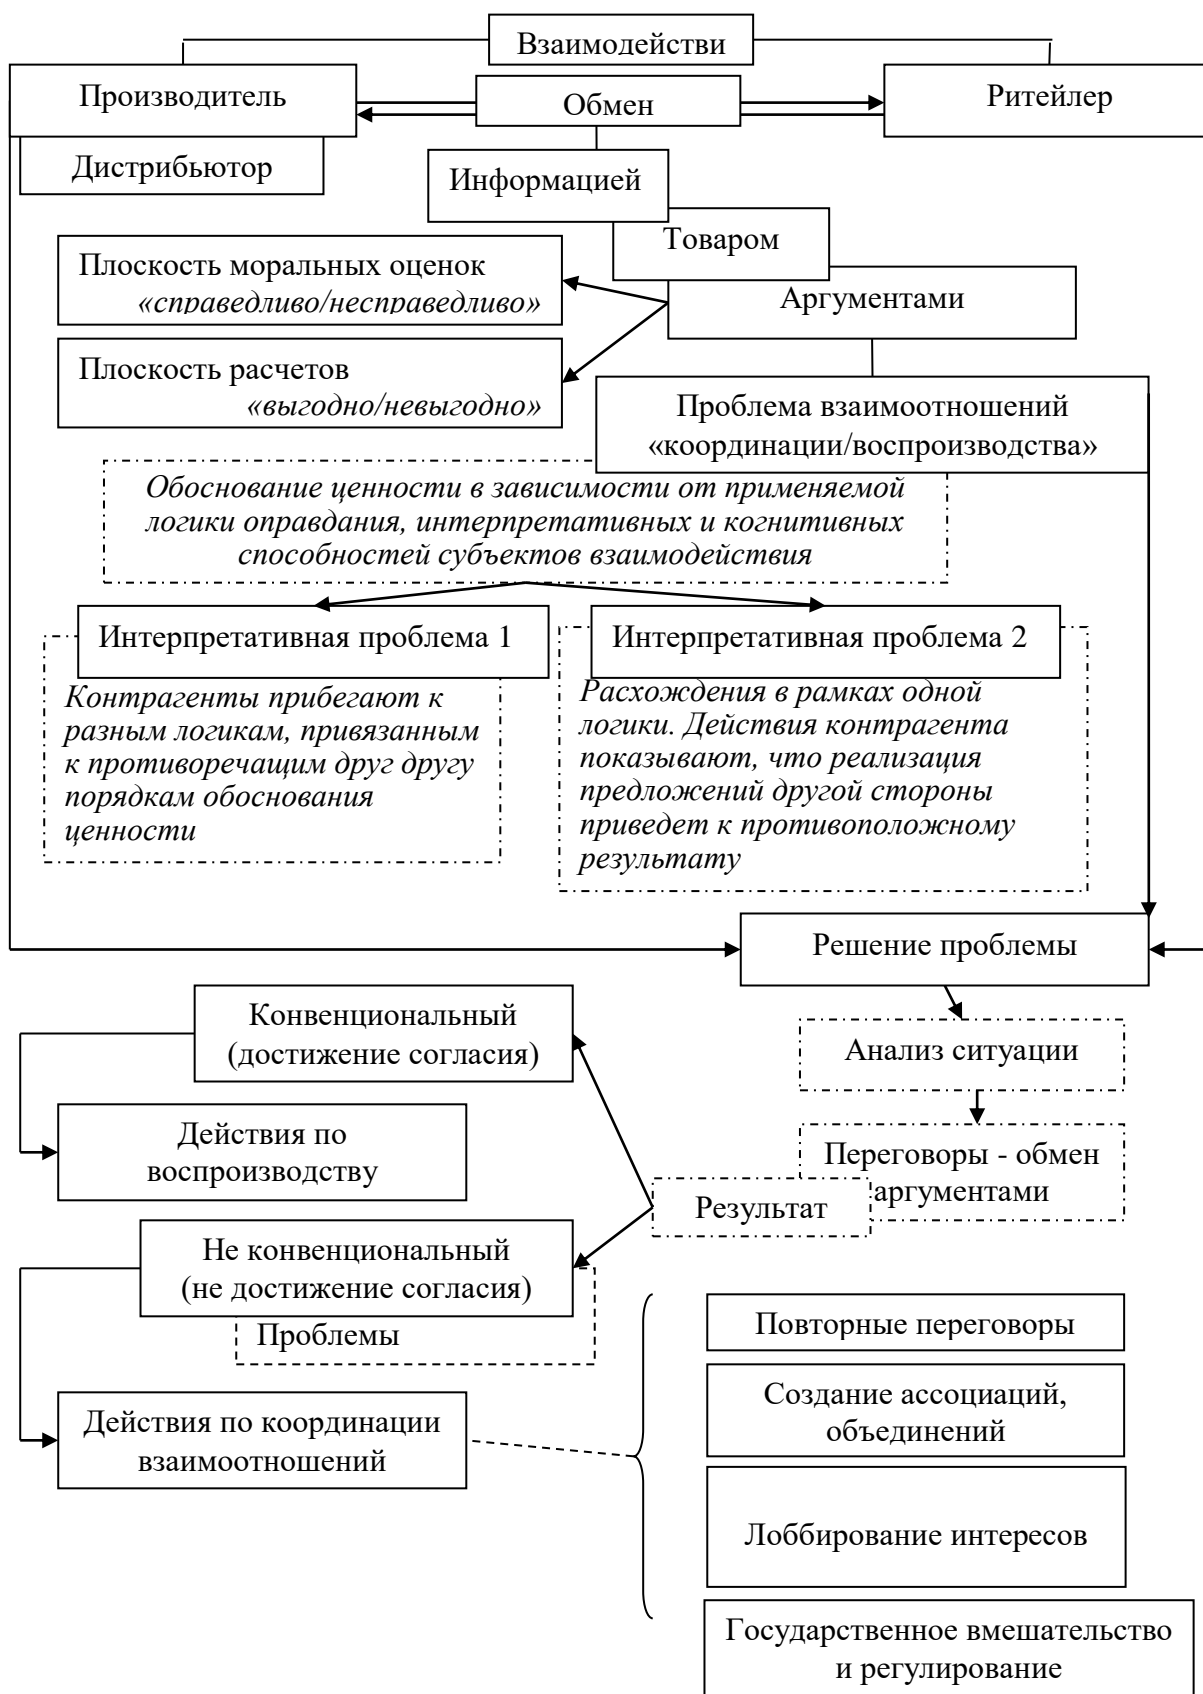 Взаимодействи
Производитель
Обмен
Ритейлер
Дистрибьютор
Информацией
Товаром
Плоскость моральных оценок
«справедливо/несправедливо»
Аргументами
Плоскость расчетов
«выгодно/невыгодно»
Проблема взаимоотношений
«координации/воспроизводства»
Обоснование ценности в зависимости от применяемой
логики оправдания, интерпретативных и когнитивных
способностей субъектов взаимодействия
Интерпретативная проблема 1
Контрагенты прибегают к
разным логикам, привязанным
к противоречащим друг другу
порядкам обоснования
ценности
Интерпретативная проблема 2
Расхождения в рамках одной
логики. Действия контрагента
показывают, что реализация
предложений другой стороны
приведет к противоположному
результату
Решение проблемы
Конвенциональный
(достижение согласия)
Анализ ситуации
Действия по
воспроизводству
Переговоры - обмен
аргументами
Результат
Не конвенциональный
(не достижение согласия)
Проблемы
Повторные переговоры
Действия по координации
взаимоотношений
Создание ассоциаций,
объединений
Лоббирование интересов
Государственное вмешательство
и регулирование